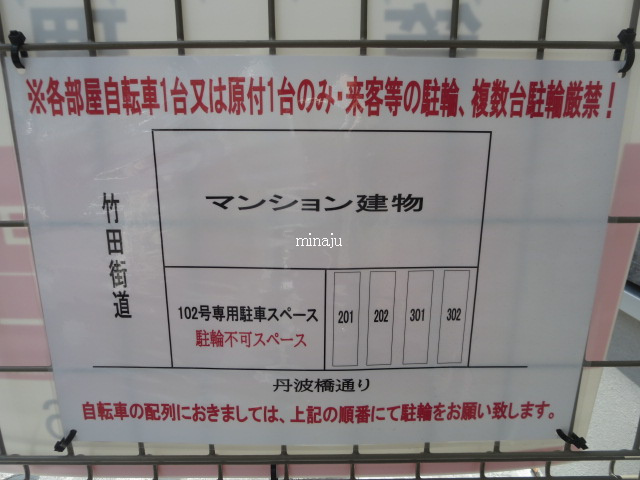 ※各部屋自転車1台又は原付1台のみ・来客等の駐輪、複数台駐輪厳禁！
マンション建物
minaju
竹田街道
102号専用駐車スペース
駐輪不可スペース
201 202 301 302
丹波橋通り
自転車の配列におきましては、上記の順番にて駐輪をお願い致します。